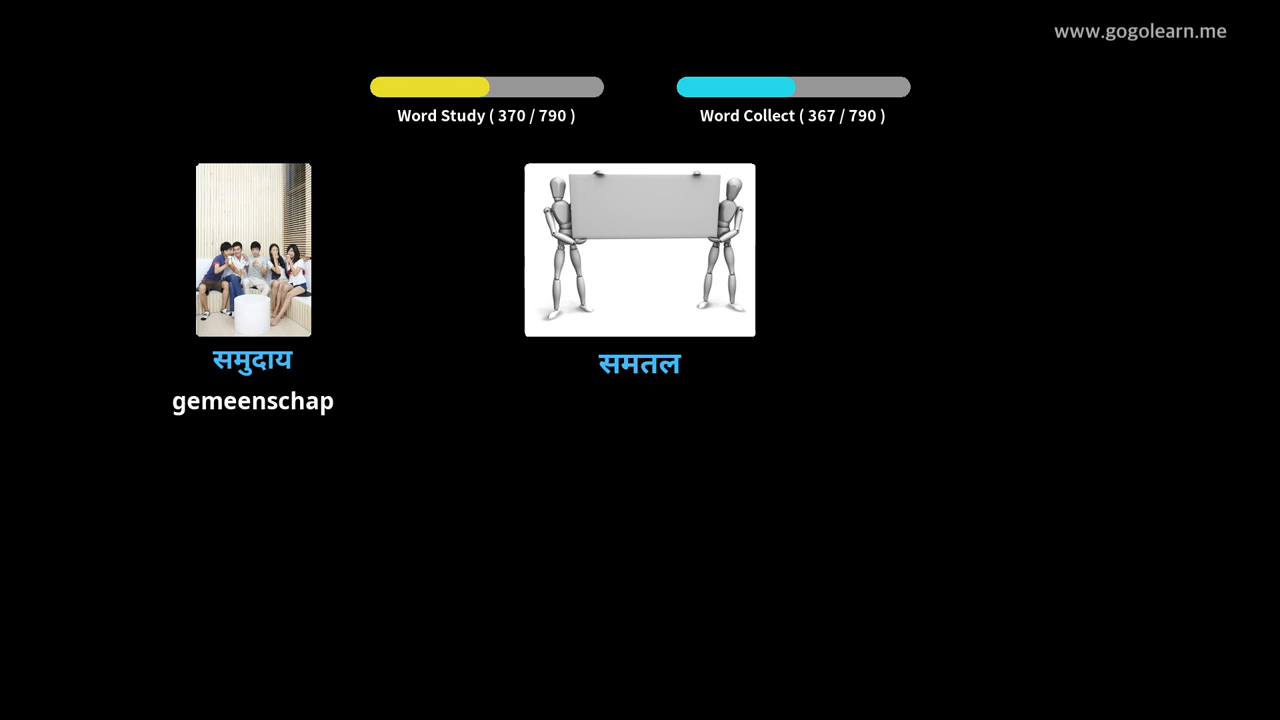 www.gogolearn.me
Word Study ( 370 / 790 )
Word Collect ( 367 / 790 )
समुदाय
gemeenschap
समतल